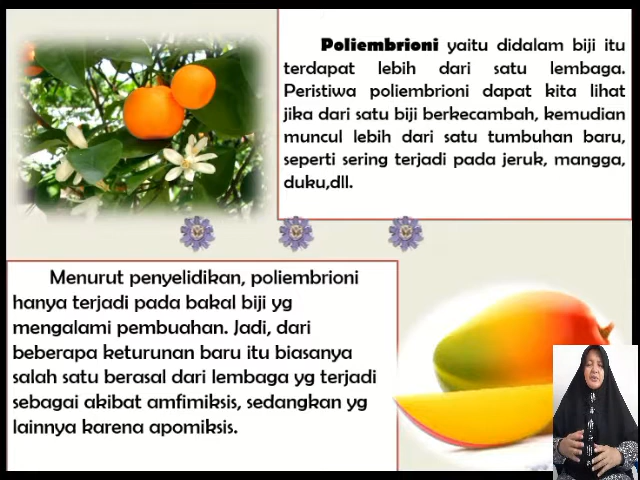 Poliembrioni yaitu didalam biji itu
terdapat lebih dari satu lembaga.
Peristiwa poliembrioni dapat kita lihat
jika dari satu biji berkecambah, kemudian
muncul lebih dari satu tumbuhan baru,
seperti sering terjadi pada jeruk, mangga,
duku,dll.
Menurut penyelidikan, poliembrioni
hanya terjadi pada bakal biji yg
mengalami pembuahan. Jadi, dari
beberapa keturunan baru itu biasanya
salah satu berasal dari lembaga yg terjadi
sebagai akibat amfimiksis, sedangkan yg
lainnya karena apomiksis.